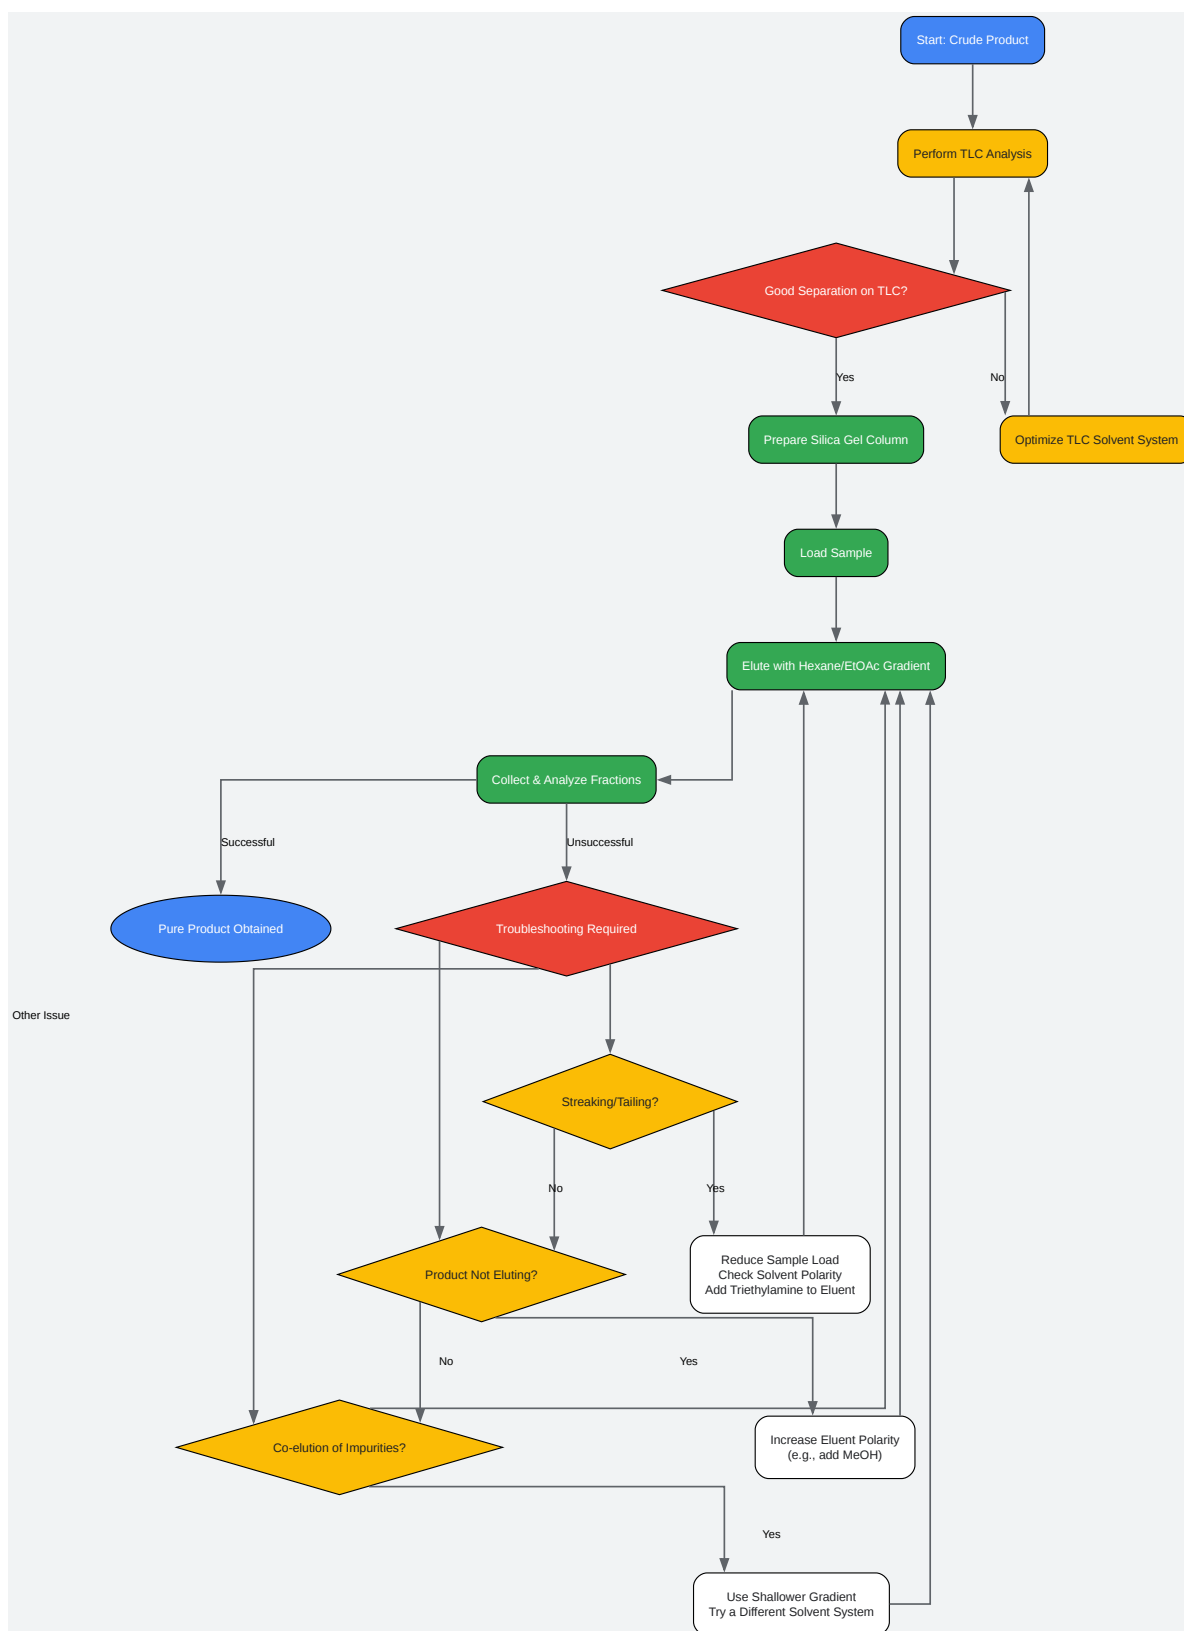 Start: Crude Product
Perform TLC Analysis
Good Separation on TLC?
Yes
No
Prepare Silica Gel Column
Optimize TLC Solvent System
Load Sample
Elute with Hexane/EtOAc Gradient
Collect & Analyze Fractions
Successful
Unsuccessful
Pure Product Obtained
Troubleshooting Required
Other Issue
Streaking/Tailing?
No
Yes
Product Not Eluting?
Reduce Sample Load
Check Solvent Polarity
Add Triethylamine to Eluent
No
Yes
Co-elution of Impurities?
Increase Eluent Polarity
(e.g., add MeOH)
Yes
Use Shallower Gradient
Try a Different Solvent System